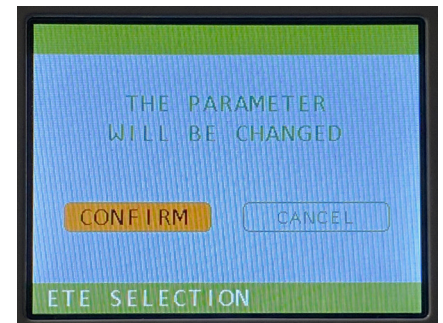 THE PARAMETER
WILL BE CHANGED
CONFIRM
CANCEL
ETE SELECTION